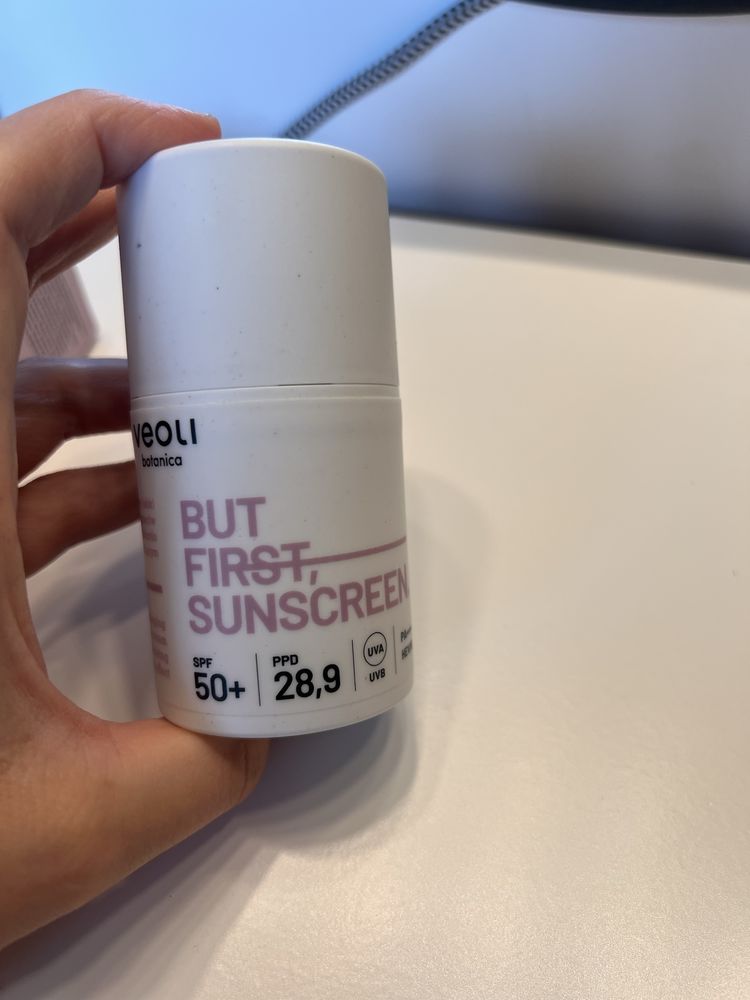 veoli
botanica
BUT
FIRST,
SUNSCREEN.
SPF
50+
PPD
28,9
UVA
UVB